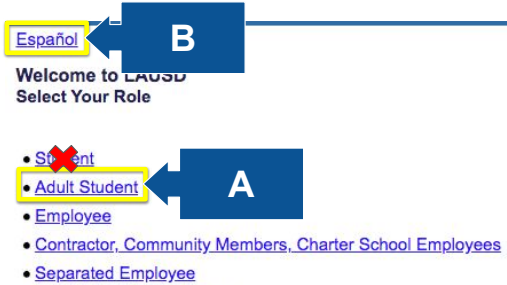 Español
B
Welcome to LAUSD
Select Your Role
• Student
• Adult Student
A
• Employee
• Contractor, Community Members, Charter School Employees
• Separated Employee